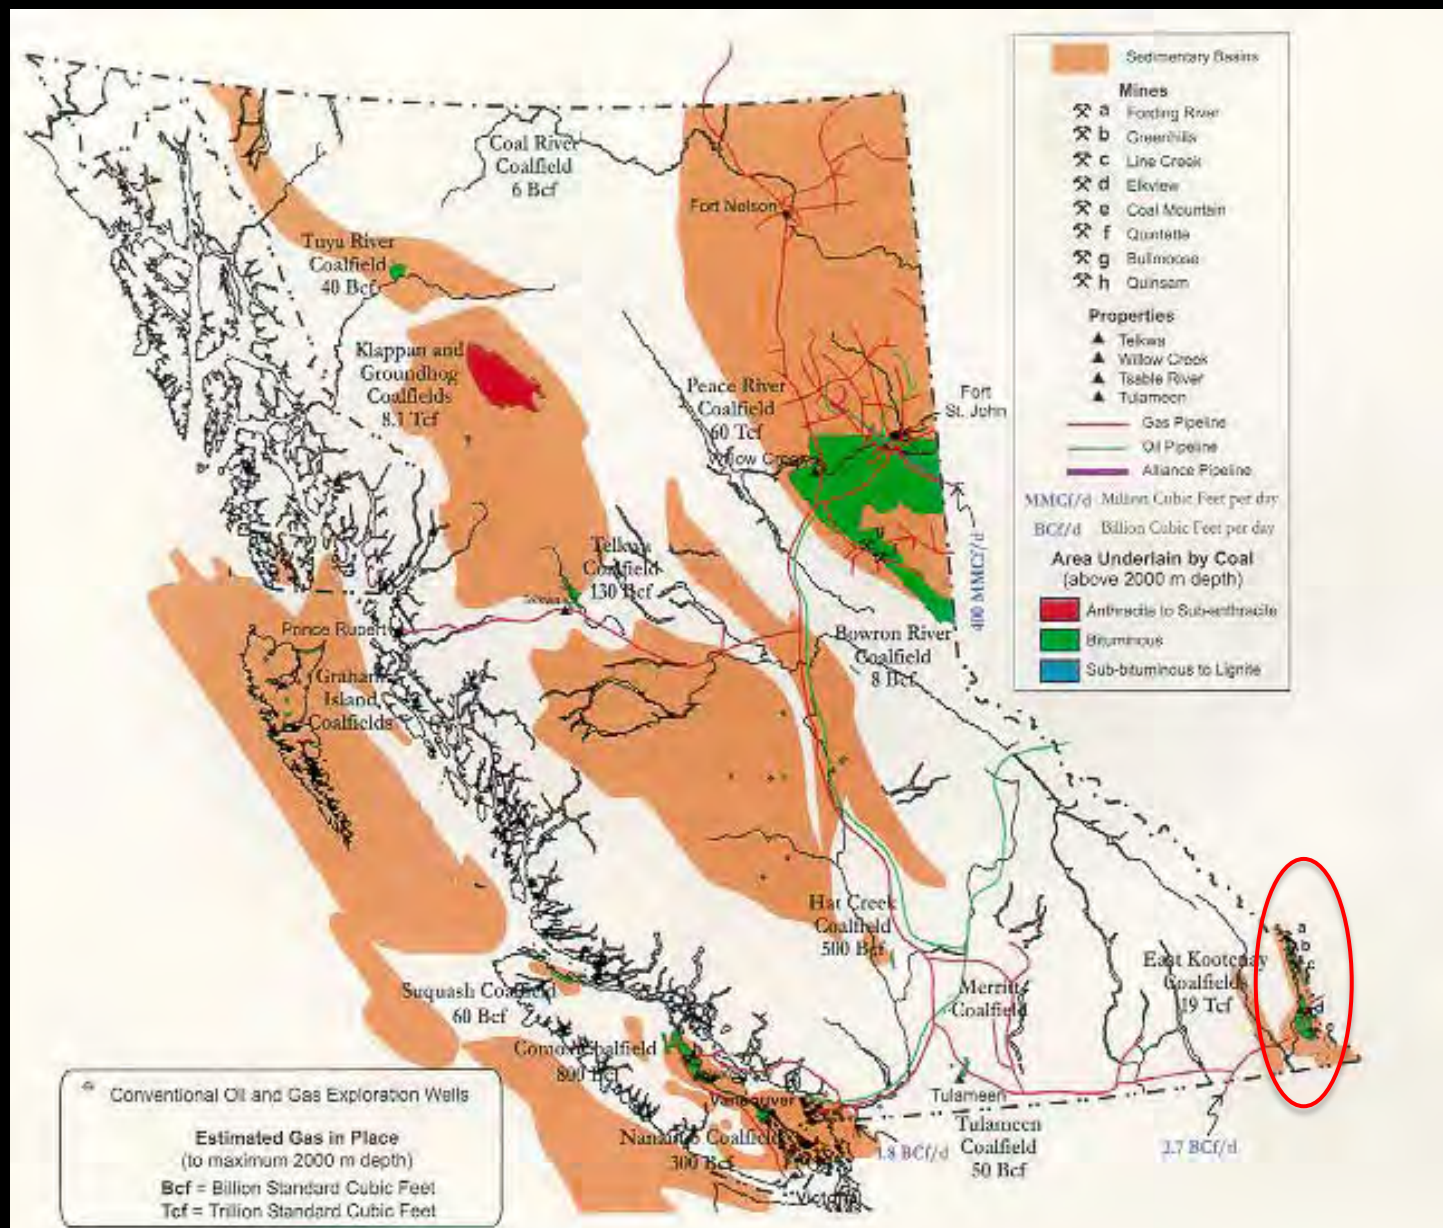 Coal River
Coalfield
6 Bcf
Fort Nelson
Tuya River
Coalfield
40 Bcf
Klappan and
Groundhog
Coalfields
8.1 Tcf
Peace River
Coalfield
60 Tcf
Willow Creek
Fort
St. John
400 MMCf/d
Telkwa
Coalfield
130 Bcf
Prince Rupert
Graham
Island
Coalfields
Bowron River
Coalfield
8 Bcf
Hat Creek
Coalfield
500 Bcf
Merritt
Coalfield
East Kootenay
Coalfields
19 Tcf
a
b
c
d
e
g
h
Suquash Coalfield
60 Bcf
Comox Coalfield
800 Bcf
Vancouver
Nanaimo Coalfield
300 Bcf
Victoria
Tulameen
Tulameen
Coalfield
50 Bcf
1.8 BCf/d
2.7 BCf/d
Sedimentary Basins
Mines
a Fording River
b Greenhills
c Line Creek
d Elkview
e Coal Mountain
f Quintette
g Bullmoose
h Quinsam
Properties
Telkwa
Willow Creek
Tsable River
Tulameen
Gas Pipeline
Oil Pipeline
Alliance Pipeline
MMCf/d Million Cubic Feet per day
BCf/d Billion Cubic Feet per day
Area Underlain by Coal
(above 2000 m depth)
Anthracite to Sub-anthracite
Bituminous
Sub-bituminous to Lignite
Conventional Oil and Gas Exploration Wells
Estimated Gas in Place
(to maximum 2000 m depth)
Bcf = Billion Standard Cubic Feet
Tcf = Trillion Standard Cubic Feet